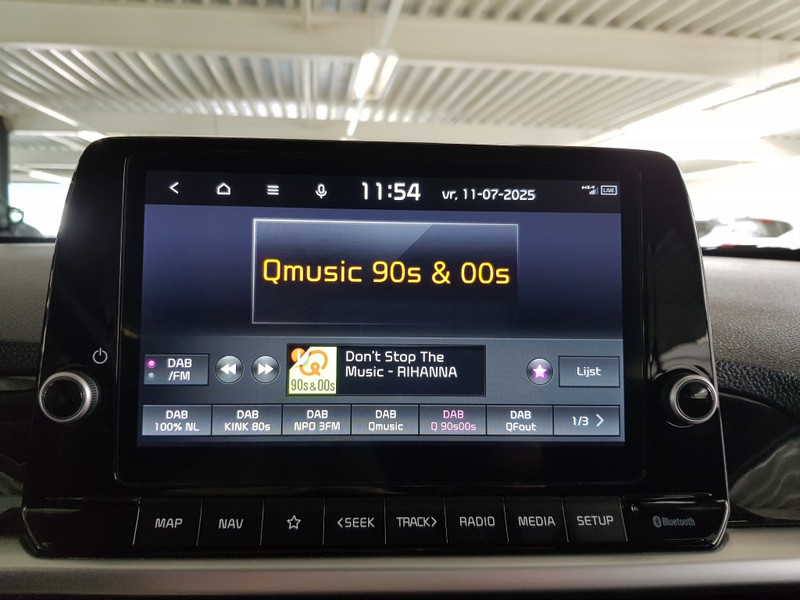 11:54
vr, 11-07-2025
LIVE
Qmusic 90s & 00s
DAB
/FM
Q
90s&00s
Don't Stop The
Music - RIHANNA
Lijst
DAB
100% NL
DAB
KINK 80s
DAB
NPO 3FM
DAB
Qmusic
DAB
Q 90s00s
DAB
QFout
1/3
MAP
NAV
<SEEK
TRACK>
RADIO
MEDIA
SETUP
Bluetooth